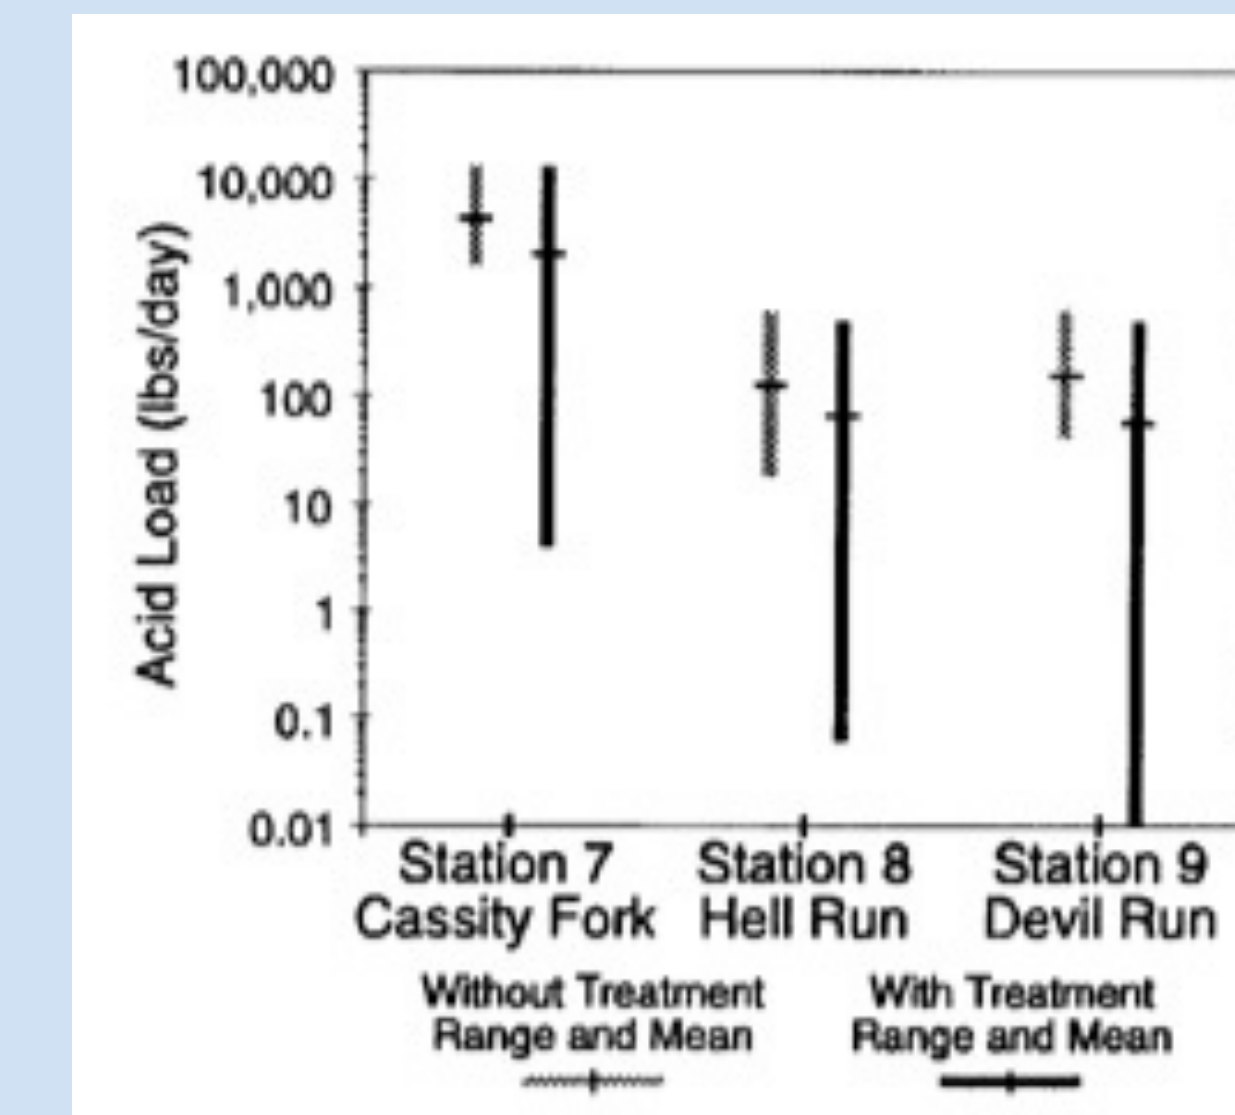 100,000
10,000
1,000
100
10
1
0.1
0.01
Acid Load (lbs/day)
Station 7
Cassity Fork
Station 8
Hell Run
Station 9
Devil Run
Without Treatment
Range and Mean
With Treatment
Range and Mean